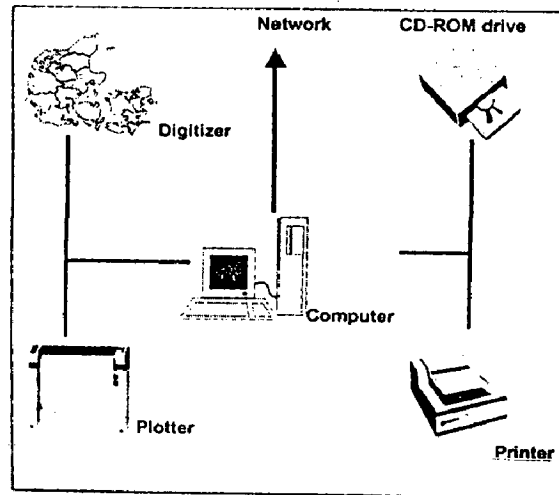 Network
CD-ROM drive
Digitizer
Computer
Plotter
Printer